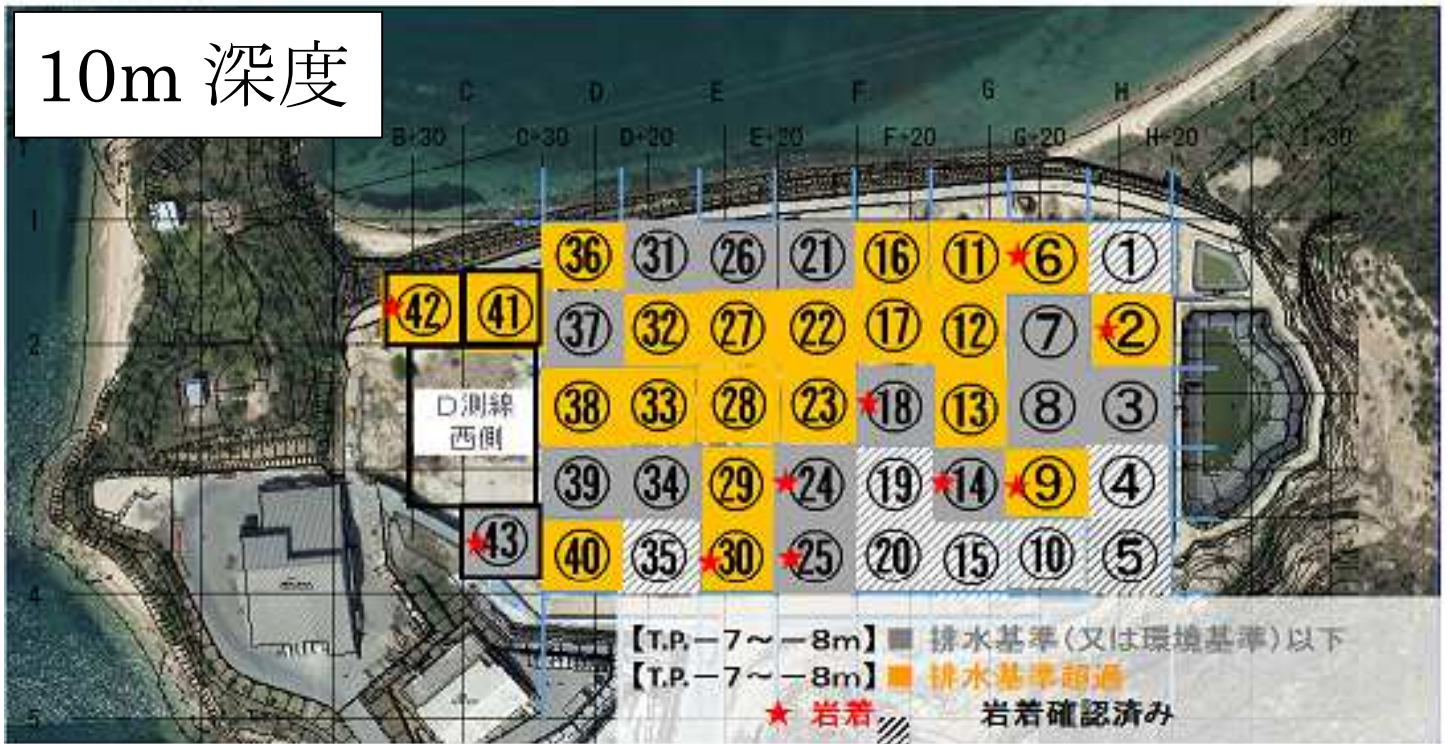 10m 深度
C D E F G H I
B+30 C+30 D+20 E+20 F+20 G+20 H+20 I+30
1
㊱ ㉛ ㉖ ㉑ ⑯ ⑪ ★⑥ ①
★㊷ ㊶ ㊲ ㉜ ㉗ ㉒ ⑰ ⑫ ⑦ ★②
2
D測線
西側
㊳ ㉝ ㉘ ㉓ ★⑱ ⑬ ⑧ ③
㊴ ㉞ ㉙ ★㉔ ⑲ ★⑭ ★⑨ ④
★㊸ ㊵ ㉟ ★㉚ ★㉕ ⑳ ⑮ ⑩ ⑤
4
【T.P.-7~-8m】■ 排水基準(又は環境基準)以下
【T.P.-7~-8m】■ 排水基準超過
★ 岩着 岩着確認済み
5